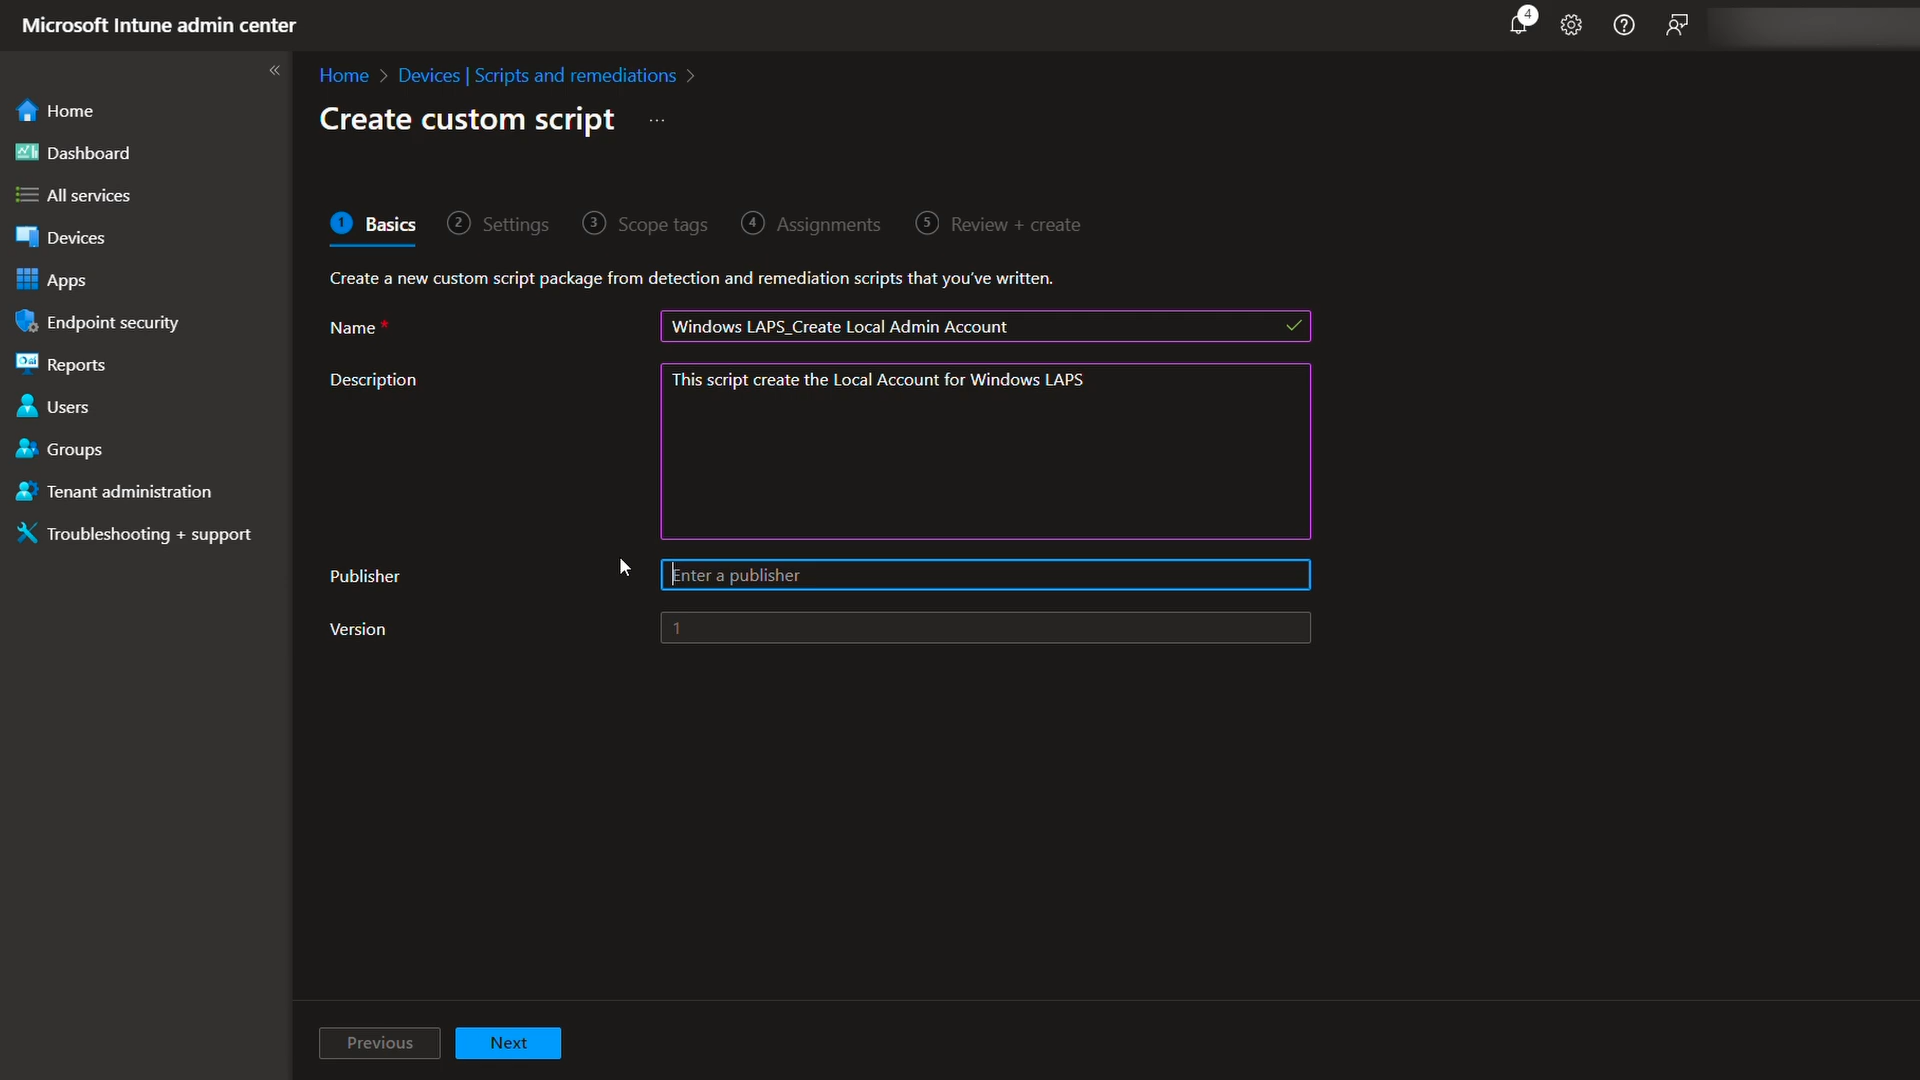 Microsoft Intune admin center
4
«
Home > Devices | Scripts and remediations >
Create custom script ...
Home
Dashboard
All services
Devices
Apps
Endpoint security
Reports
Users
Groups
Tenant administration
Troubleshooting + support
1 Basics 2 Settings 3 Scope tags 4 Assignments 5 Review + create
Create a new custom script package from detection and remediation scripts that you've written.
Name * Windows LAPS_Create Local Admin Account
Description This script create the Local Account for Windows LAPS
Publisher Enter a publisher
Version 1
Previous Next